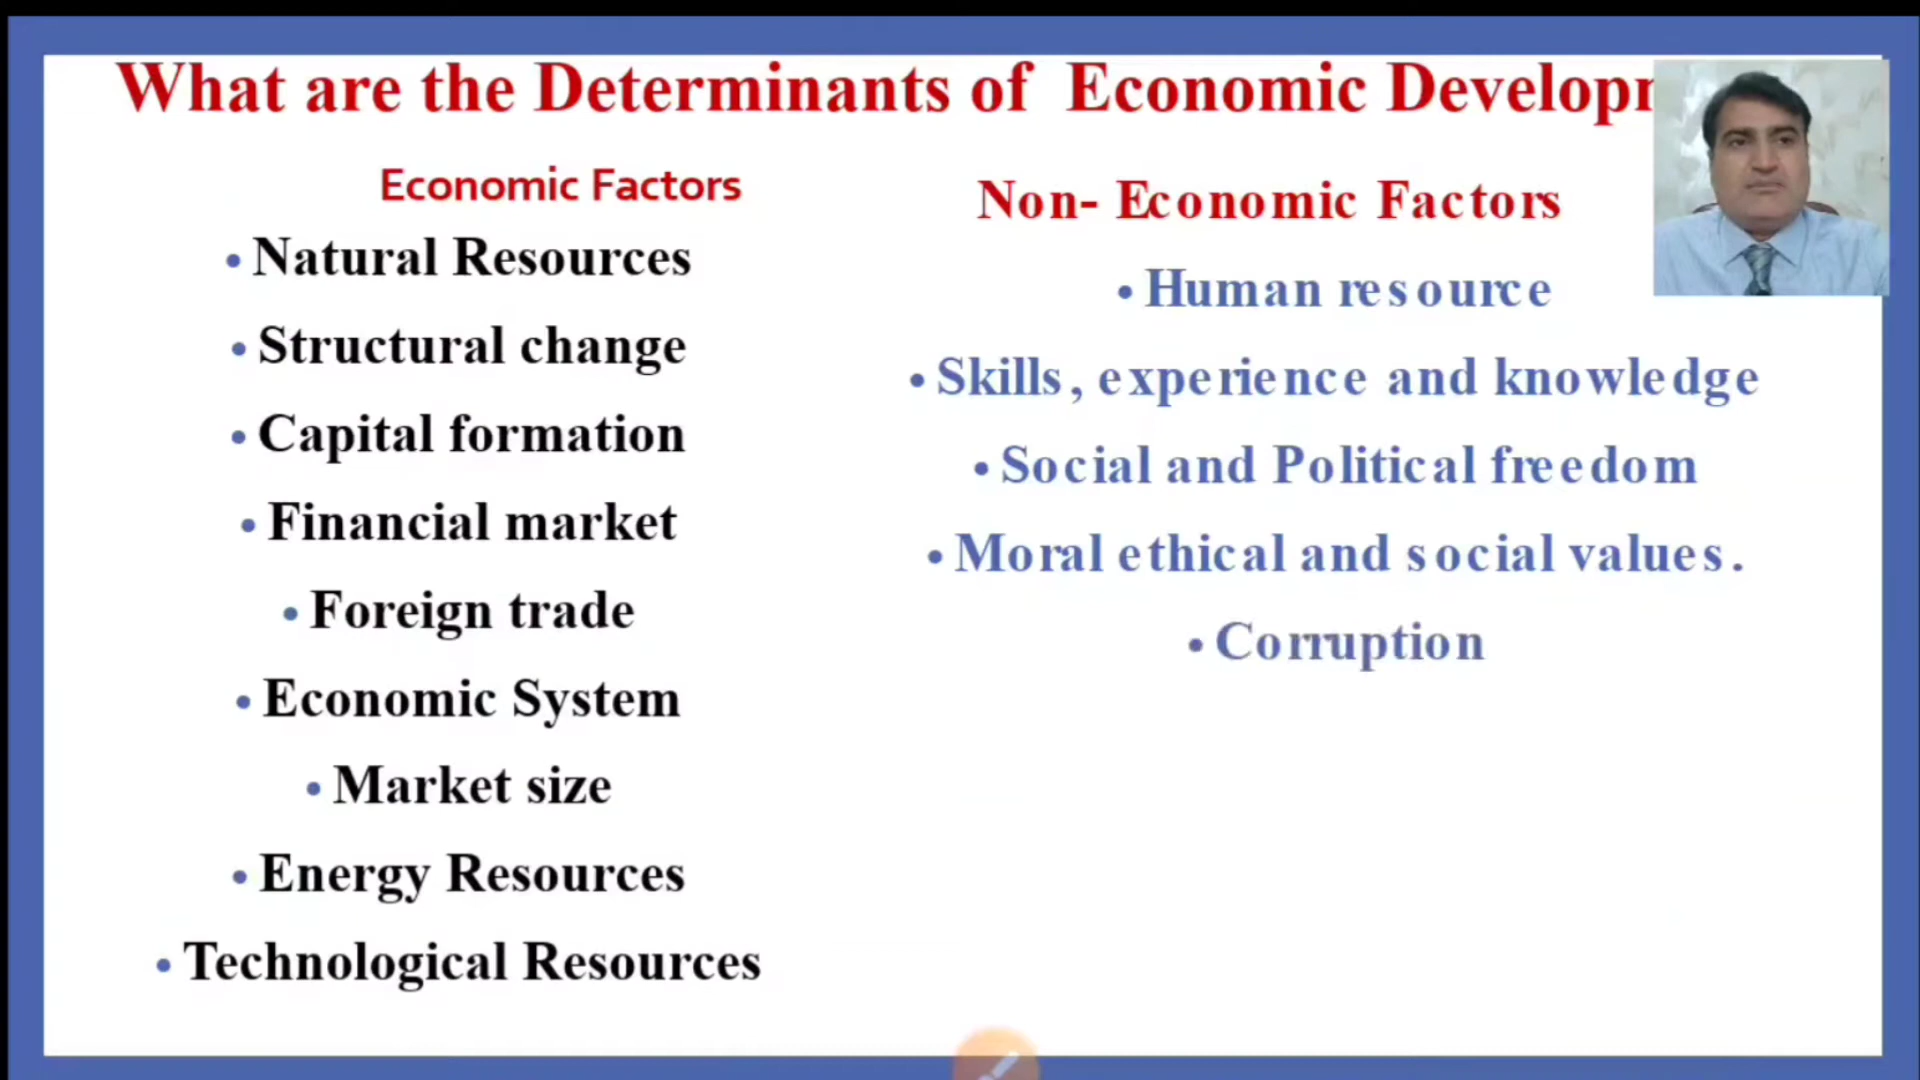 What are the Determinants of Economic Developm
Economic Factors
• Natural Resources
• Structural change
• Capital formation
• Financial market
• Foreign trade
• Economic System
• Market size
• Energy Resources
• Technological Resources
Non- Economic Factors
• Human resource
• Skills, experience and knowledge
• Social and Political freedom
• Moral ethical and social values.
• Corruption